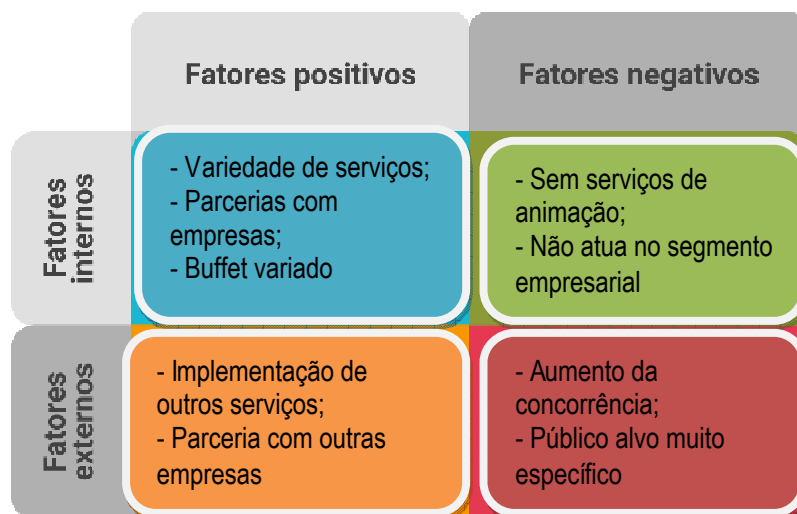 Fatores positivos
Fatores negativos
Fatores
internos
- Variedade de serviços;
- Parcerias com
empresas;
- Buffet variado
- Sem serviços de
animação;
- Não atua no segmento
empresarial
Fatores
externos
- Implementação de
outros serviços;
- Parceria com outras
empresas
- Aumento da
concorrência;
- Público alvo muito
específico